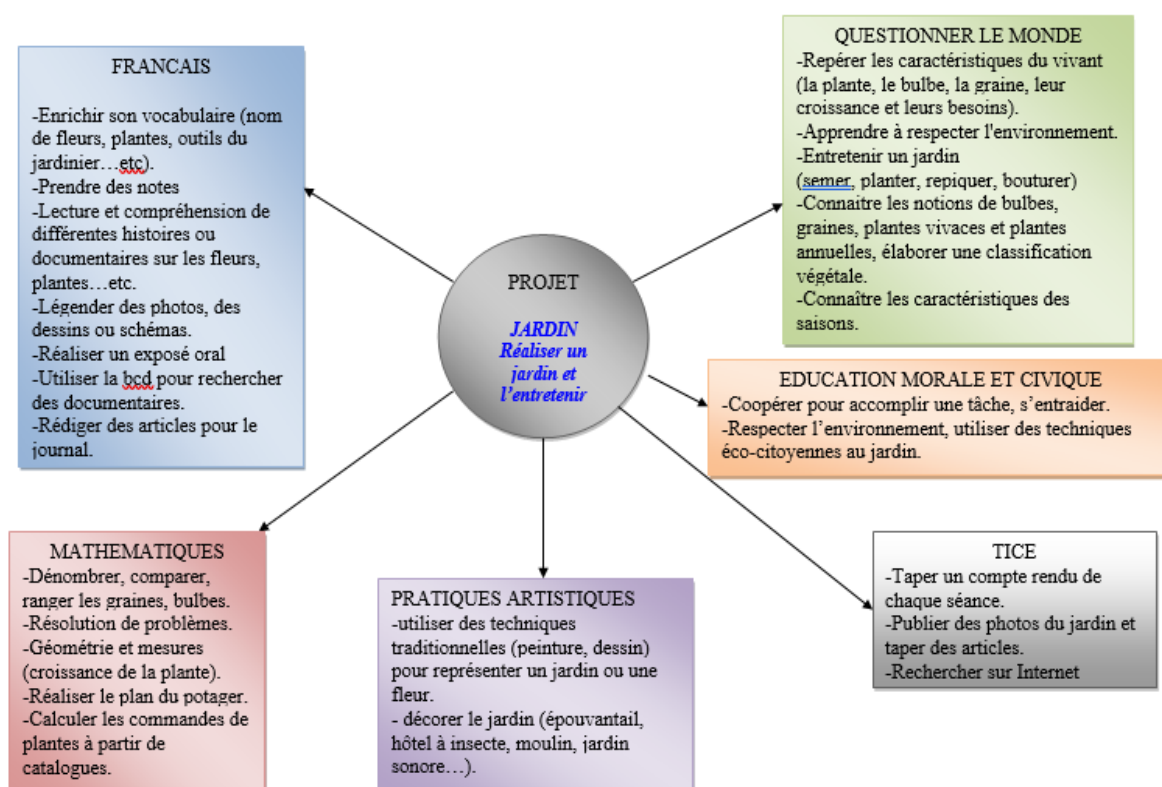 FRANCAIS
-Enrichir son vocabulaire (nom
de fleurs, plantes, outils du
jardinier…etc).
-Prendre des notes
-Lecture et compréhension de
différentes histoires ou
documentaires sur les fleurs,
plantes…etc.
-Légender des photos, des
dessins ou schémas.
-Réaliser un exposé oral
-Utiliser la bcd pour rechercher
des documentaires.
-Rédiger des articles pour le
journal.
QUESTIONNER LE MONDE
-Repérer les caractéristiques du vivant
(la plante, le bulbe, la graine, leur
croissance et leurs besoins).
-Apprendre à respecter l'environnement.
-Entretenir un jardin
(semer, planter, repiquer, bouturer)
-Connaitre les notions de bulbes,
graines, plantes vivaces et plantes
annuelles, élaborer une classification
végétale.
-Connaître les caractéristiques des
saisons.
PROJET
JARDIN
Réaliser un
jardin et
l'entretenir
EDUCATION MORALE ET CIVIQUE
-Coopérer pour accomplir une tâche, s'entraider.
-Respecter l'environnement, utiliser des techniques
éco-citoyennes au jardin.
MATHEMATIQUES
-Dénombrer, comparer,
ranger les graines, bulbes.
-Résolution de problèmes.
-Géométrie et mesures
(croissance de la plante).
-Réaliser le plan du potager.
-Calculer les commandes de
plantes à partir de
catalogues.
PRATIQUES ARTISTIQUES
-utiliser des techniques
traditionnelles (peinture, dessin)
pour représenter un jardin ou une
fleur.
- décorer le jardin (épouvantail,
hôtel à insecte, moulin, jardin
sonore…).
TICE
-Taper un compte rendu de
chaque séance.
-Publier des photos du jardin et
taper des articles.
-Rechercher sur Internet